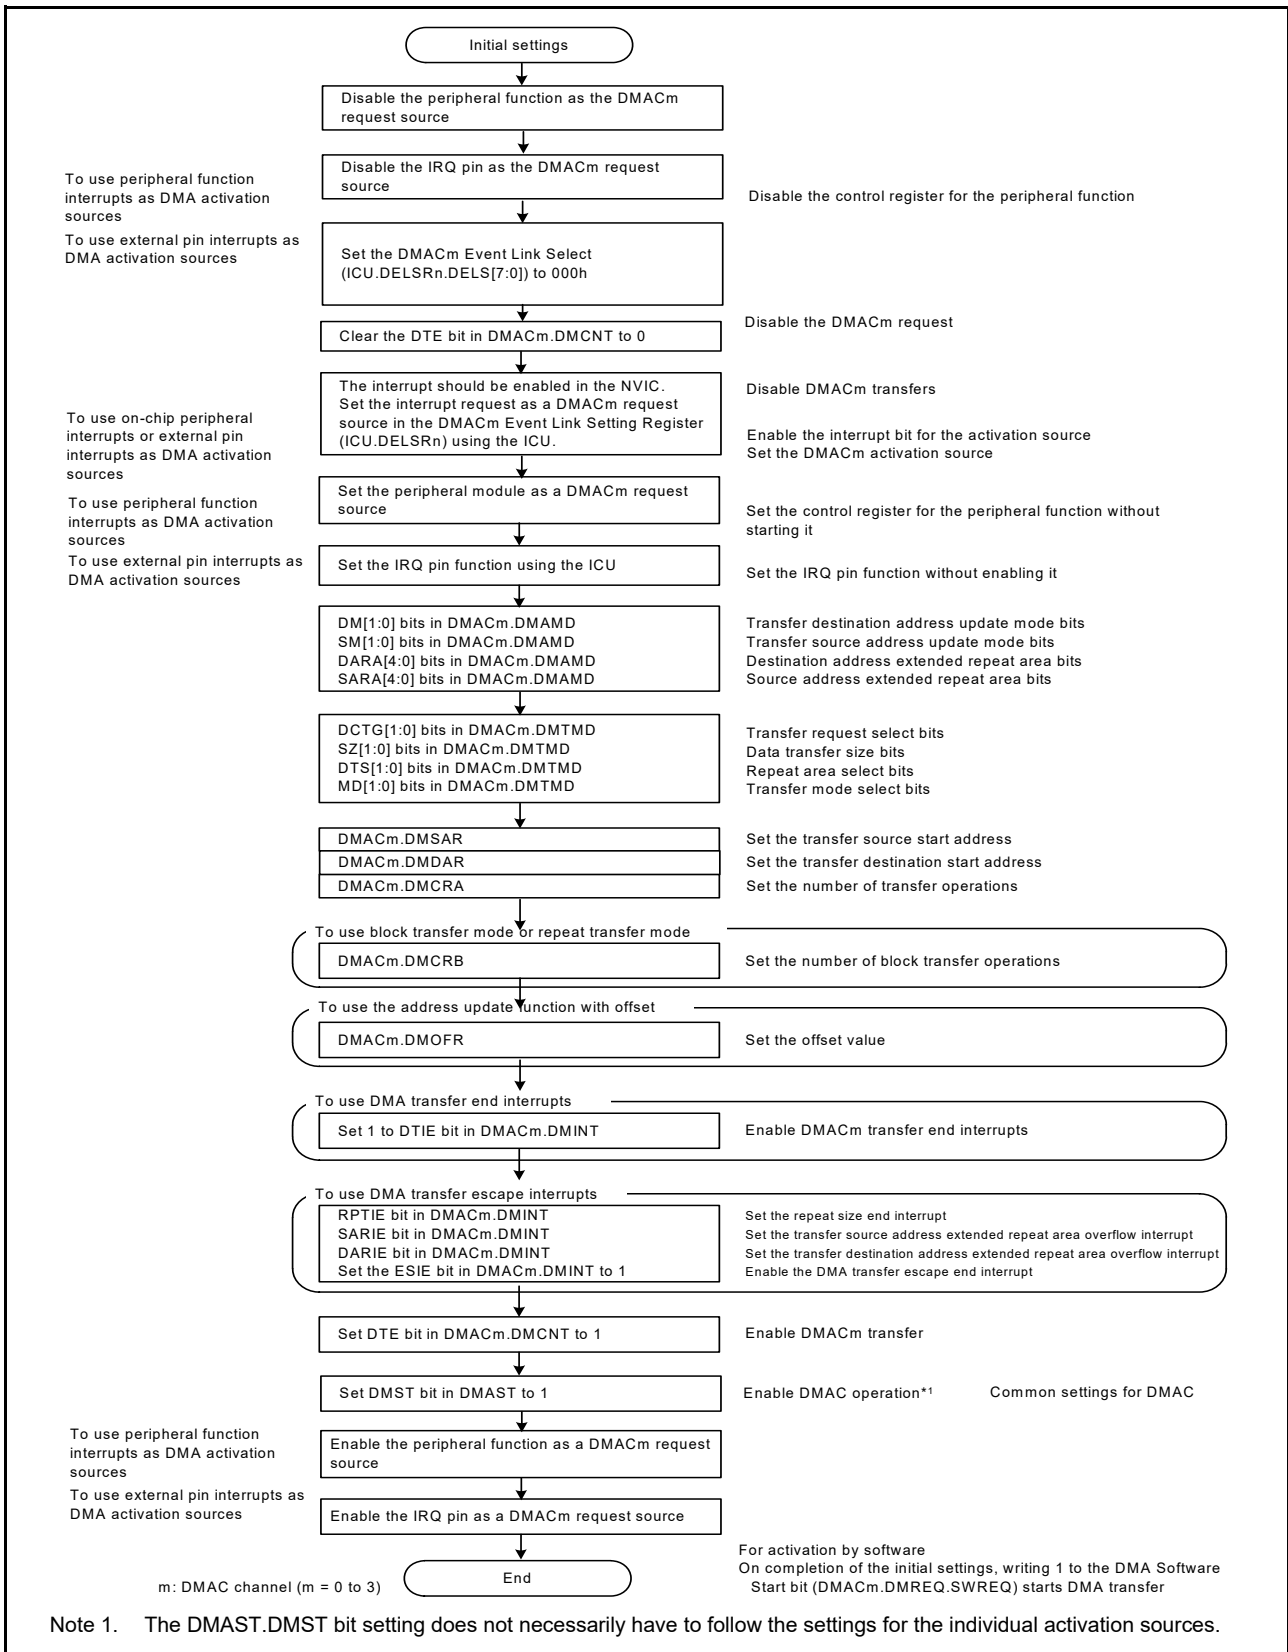 Initial settings
Disable the peripheral function as the DMACm
request source
Disable the IRQ pin as the DMACm request
source
To use peripheral function
interrupts as DMA activation
sources
Disable the control register for the peripheral function
To use external pin interrupts as
DMA activation sources
Set the DMACm Event Link Select
(ICU.DELSRn.DELS[7:0]) to 000h
Disable the DMACm request
Clear the DTE bit in DMACm.DMCNT to 0
Disable DMACm transfers
The interrupt should be enabled in the NVIC.
Set the interrupt request as a DMACm request
source in the DMACm Event Link Setting Register
(ICU.DELSRn) using the ICU.
To use on-chip peripheral
interrupts or external pin
interrupts as DMA activation
sources
Enable the interrupt bit for the activation source
Set the DMACm activation source
Set the peripheral module as a DMACm request
source
To use peripheral function
interrupts as DMA activation
sources
Set the control register for the peripheral function without
starting it
To use external pin interrupts as
DMA activation sources
Set the IRQ pin function using the ICU
Set the IRQ pin function without enabling it
DM[1:0] bits in DMACm.DMAMD
Transfer destination address update mode bits
SM[1:0] bits in DMACm.DMAMD
Transfer source address update mode bits
DARA[4:0] bits in DMACm.DMAMD
Destination address extended repeat area bits
SARA[4:0] bits in DMACm.DMAMD
Source address extended repeat area bits
DCTG[1:0] bits in DMACm.DMTMD
Transfer request select bits
SZ[1:0] bits in DMACm.DMTMD
Data transfer size bits
DTS[1:0] bits in DMACm.DMTMD
Repeat area select bits
MD[1:0] bits in DMACm.DMTMD
Transfer mode select bits
DMACm.DMSAR
Set the transfer source start address
DMACm.DMDAR
Set the transfer destination start address
DMACm.DMCRA
Set the number of transfer operations
To use block transfer mode or repeat transfer mode
DMACm.DMCRB
Set the number of block transfer operations
To use the address update function with offset
DMACm.DMOFR
Set the offset value
To use DMA transfer end interrupts
Set 1 to DTIE bit in DMACm.DMINT
Enable DMACm transfer end interrupts
To use DMA transfer escape interrupts
RPTIE bit in DMACm.DMINT
Set the repeat size end interrupt
SARIE bit in DMACm.DMINT
Set the transfer source address extended repeat area overflow interrupt
DARIE bit in DMACm.DMINT
Set the transfer destination address extended repeat area overflow interrupt
Set the ESIE bit in DMACm.DMINT to 1
Enable the DMA transfer escape end interrupt
Set DTE bit in DMACm.DMCNT to 1
Enable DMACm transfer
Set DMST bit in DMAST to 1
Enable DMAC operation*1
Common settings for DMAC
To use peripheral function
interrupts as DMA activation
sources
Enable the peripheral function as a DMACm request
source
To use external pin interrupts as
DMA activation sources
Enable the IRQ pin as a DMACm request source
End
For activation by software
On completion of the initial settings, writing 1 to the DMA Software
Start bit (DMACm.DMREQ.SWREQ) starts DMA transfer
m: DMAC channel (m = 0 to 3)
Note 1. The DMAST.DMST bit setting does not necessarily have to follow the settings for the individual activation sources.